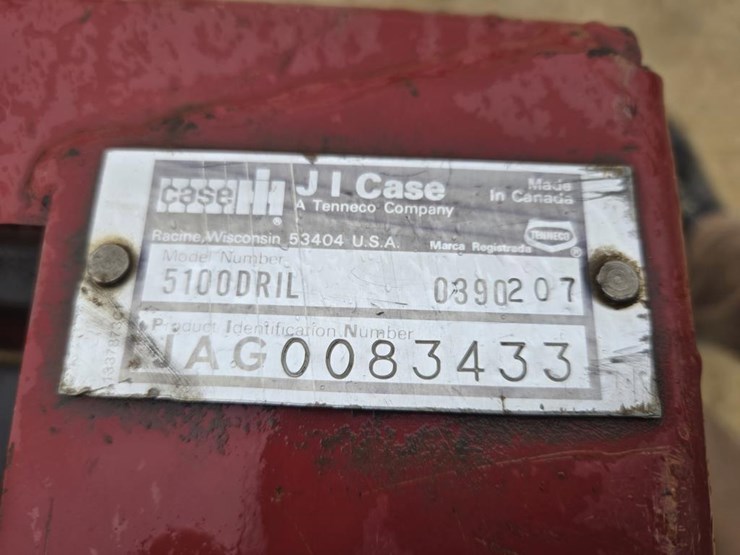 case IH
®
J I Case
A Tenneco Company
Made
In Canada
Racine, Wisconsin 53404 U.S.A.
Marca Registrada
TENNECO
®
Model Number
5100DRIL 0390207
Product Identification Number
JAG0083433